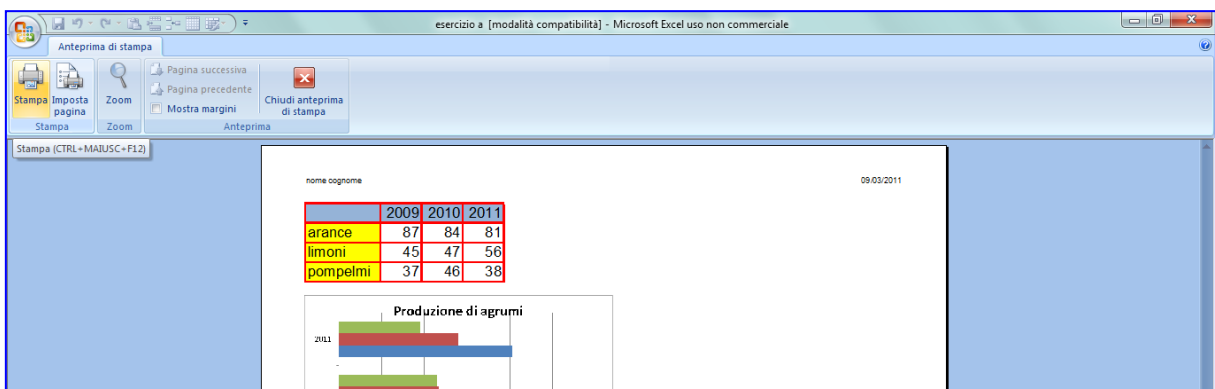 esercizio a [modalità compatibilità] - Microsoft Excel uso non commerciale
Anteprima di stampa
Stampa
Imposta pagina
Zoom
Pagina successiva
Pagina precedente
Mostra margini
Chiudi anteprima di stampa
Stampa
Zoom
Anteprima
Stampa (CTRL+MAIUSC+F12)
nome cognome 09/03/2011
2009 2010 2011
arance 87 84 81
limoni 45 47 56
pompelmi 37 46 38
Produzione di agrumi
2011